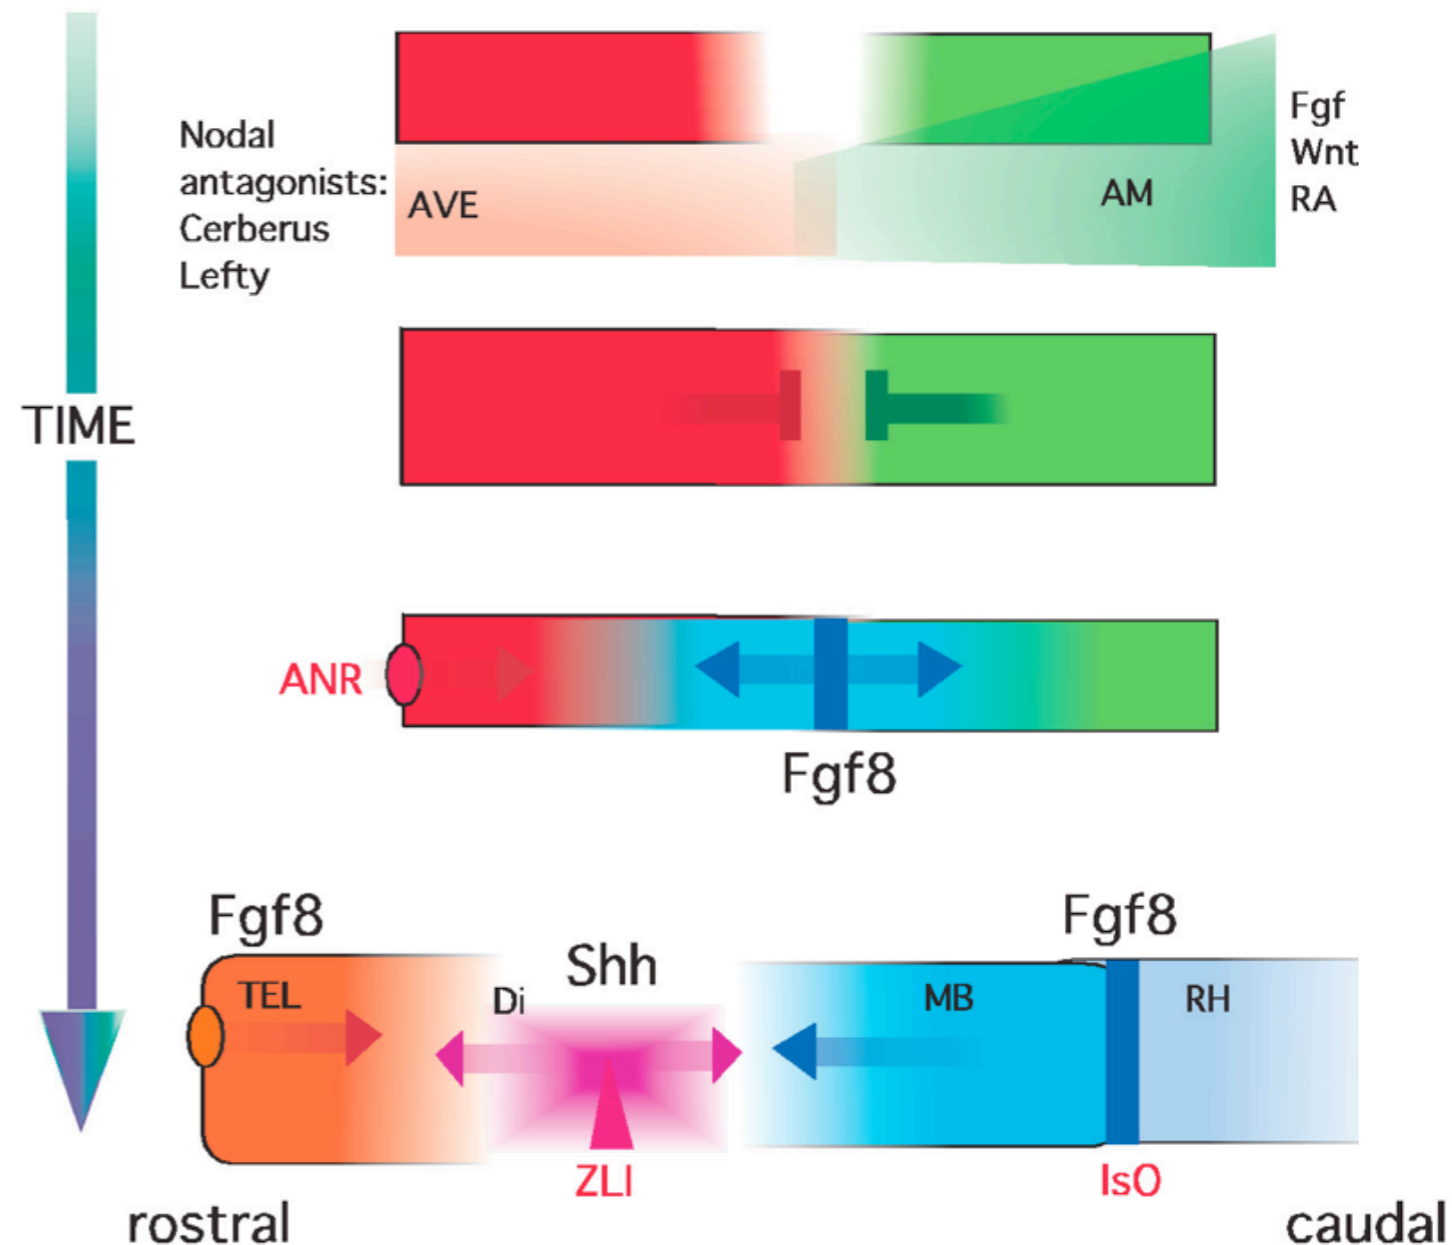 Nodal
antagonists:
Cerberus
Lefty
AVE
AM
Fgf
Wnt
RA
TIME
ANR
Fgf8
Fgf8
Shh
Fgf8
TEL
Di
MB
RH
ZLI
IsO
rostral
caudal